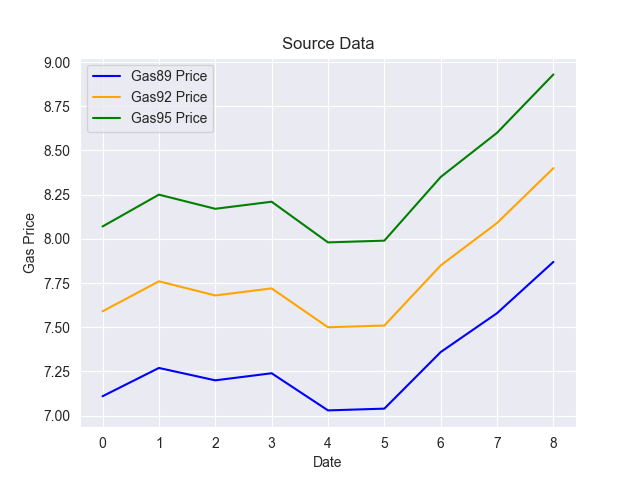 Source Data
Gas89 Price
Gas92 Price
Gas95 Price
Gas Price
9.00
8.75
8.50
8.25
8.00
7.75
7.50
7.25
7.00
0 1 2 3 4 5 6 7 8
Date